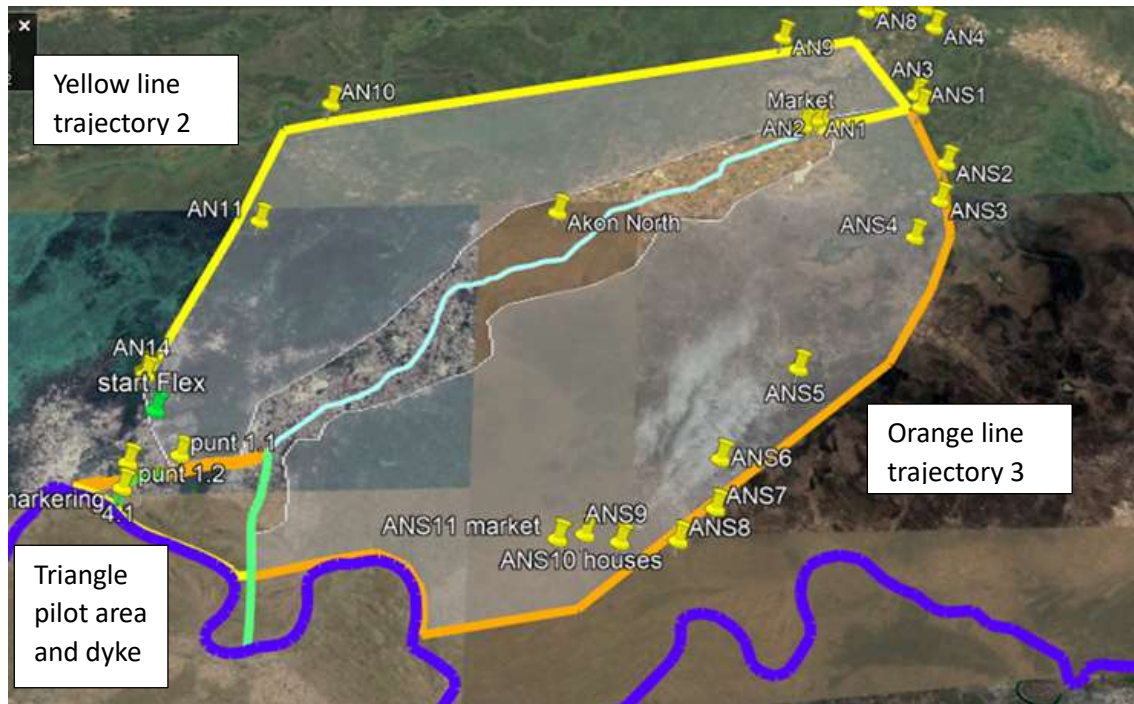 Yellow line
trajectory 2
AN8
AN4
AN9
AN10
AN3
ANS1
Market
AN2
AN1
ANS2
ANS3
ANS4
AN11
Akon North
AN14
start Flex
ANS5
Orange line
trajectory 3
punt 1.1
punt 1.2
markering
4.1
ANS6
ANS7
ANS8
ANS9
ANS11 market
ANS10 houses
Triangle
pilot area
and dyke